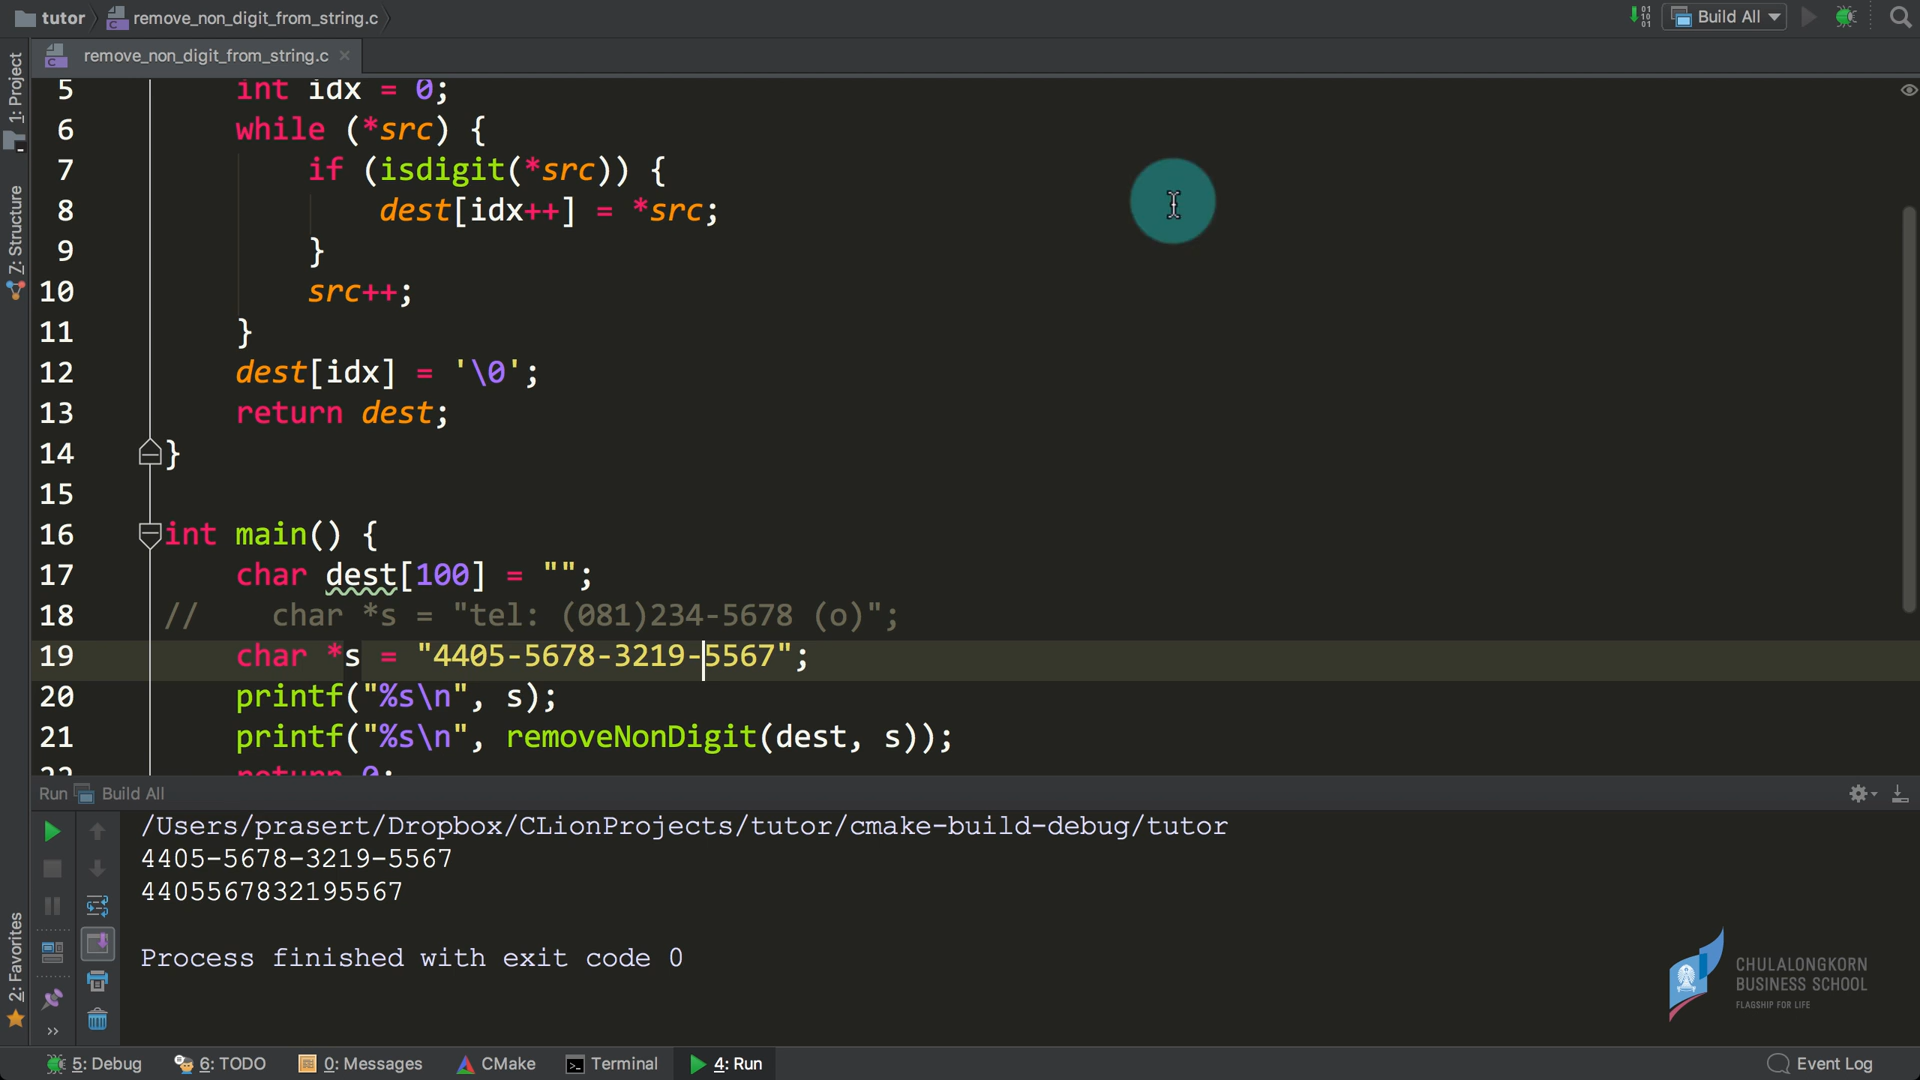 tutor remove_non_digit_from_string.c Build All
remove_non_digit_from_string.c
1: Project
7: Structure
2: Favorites
5 int idx = 0;
6 while (*src) {
7 if (isdigit(*src)) {
8 dest[idx++] = *src;
9 }
10 src++;
11 }
12 dest[idx] = '\0';
13 return dest;
14 }
15
16 int main() {
17 char dest[100] = "";
18 // char *s = "tel: (081)234-5678 (o)";
19 char *s = "4405-5678-3219-5567";
20 printf("%s\n", s);
21 printf("%s\n", removeNonDigit(dest, s));
22 return 0;
Run Build All
/Users/prasert/Dropbox/CLionProjects/tutor/cmake-build-debug/tutor
4405-5678-3219-5567
4405567832195567
Process finished with exit code 0
CHULALONGKORN
BUSINESS SCHOOL
FLAGSHIP FOR LIFE
5: Debug 6: TODO 0: Messages CMake Terminal 4: Run Event Log